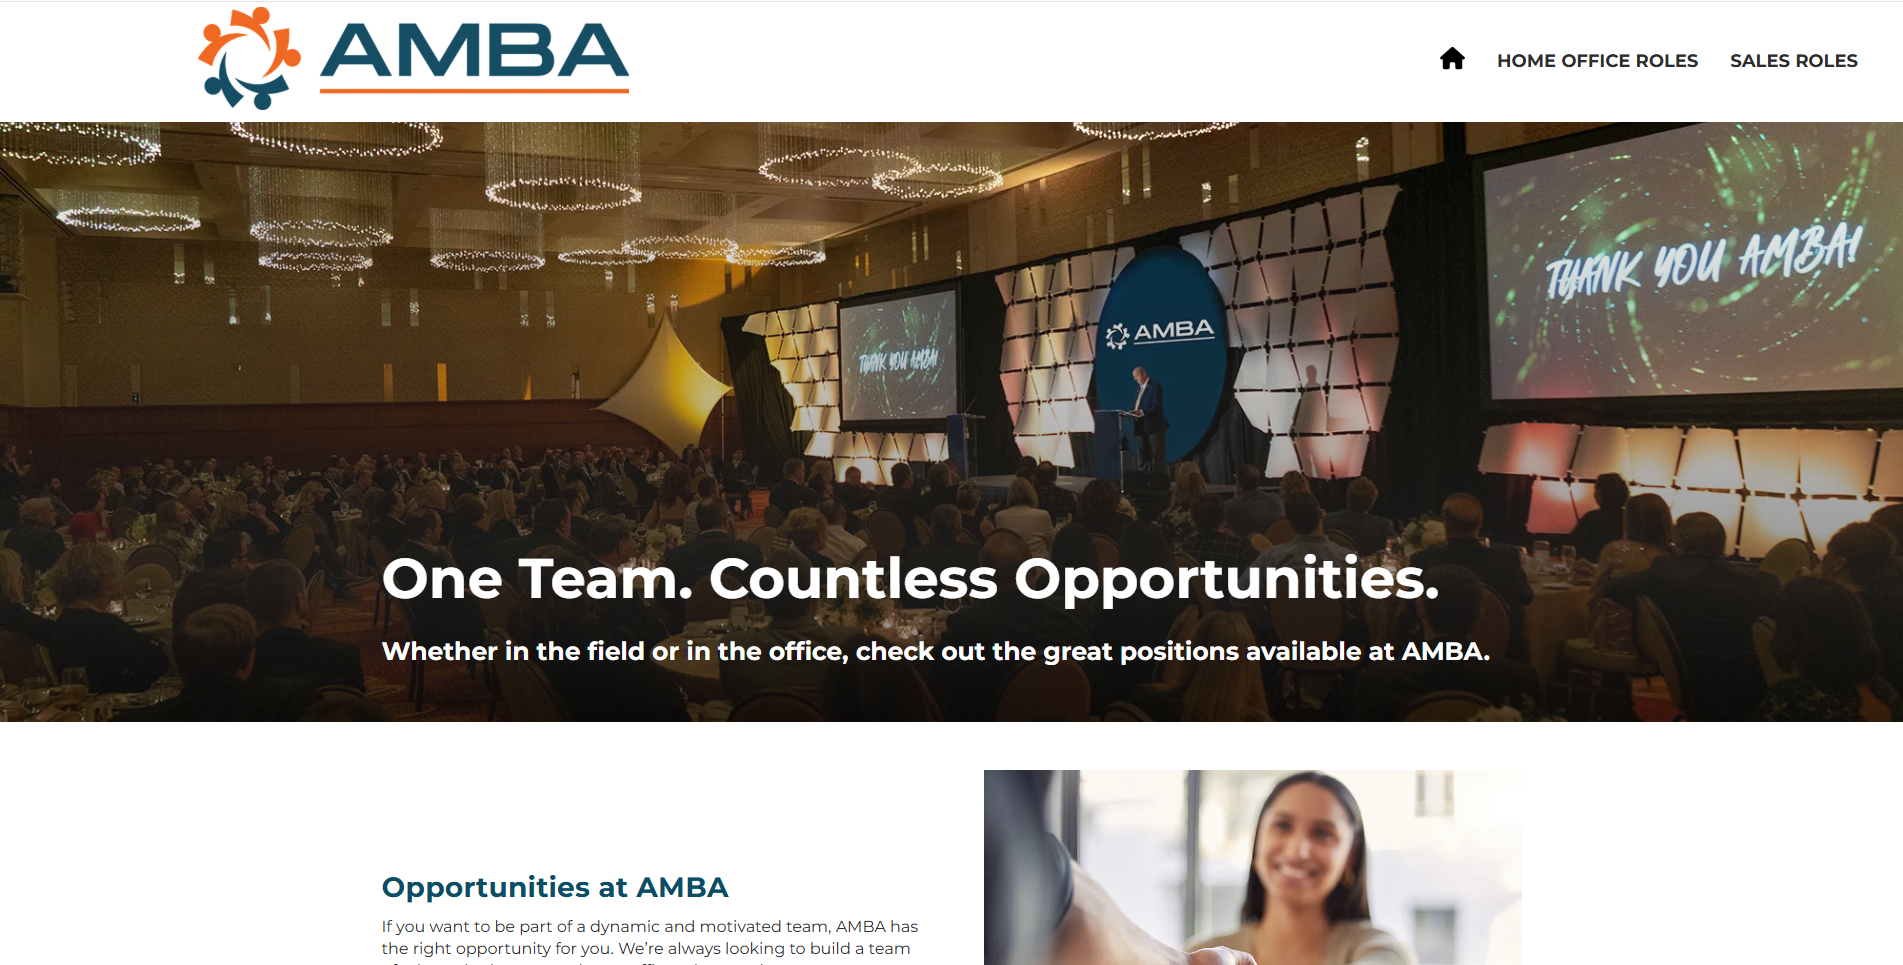 AMBA
HOME OFFICE ROLES
SALES ROLES
THANK YOU AMBA!
AMBA
THANK YOU AMBA!
One Team. Countless Opportunities.
Whether in the field or in the office, check out the great positions available at AMBA.
Opportunities at AMBA
If you want to be part of a dynamic and motivated team, AMBA has
the right opportunity for you. We’re always looking to build a team